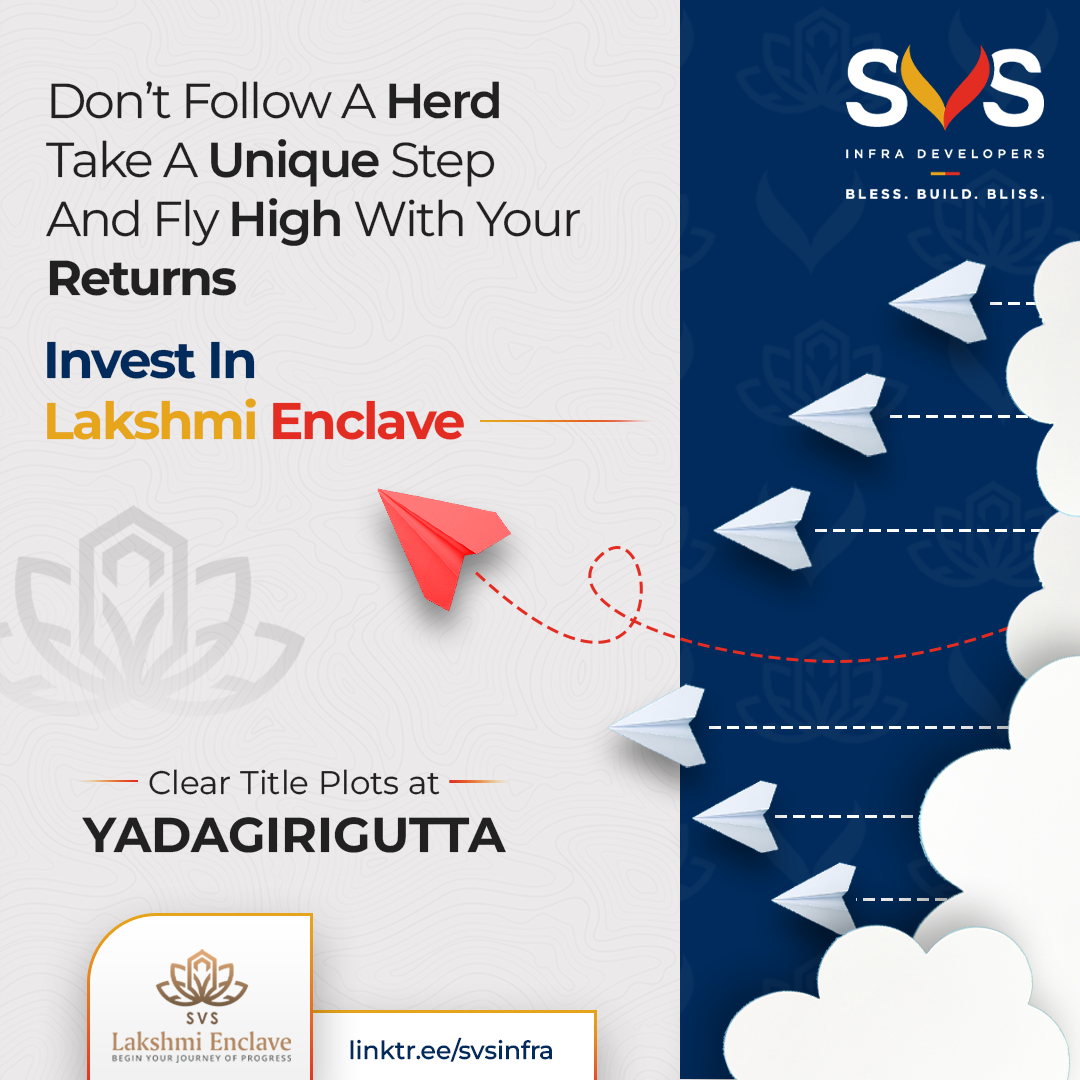 Don't Follow A Herd
Take A Unique Step
And Fly High With Your
Returns
Invest In
Lakshmi Enclave
SVS
INFRA DEVELOPERS
BLESS. BUILD. BLISS.
Clear Title Plots at
YADAGIRIGUTTA
SVS
Lakshmi Enclave
BEGIN YOUR JOURNEY OF PROGRESS
linktr.ee/svsinfra